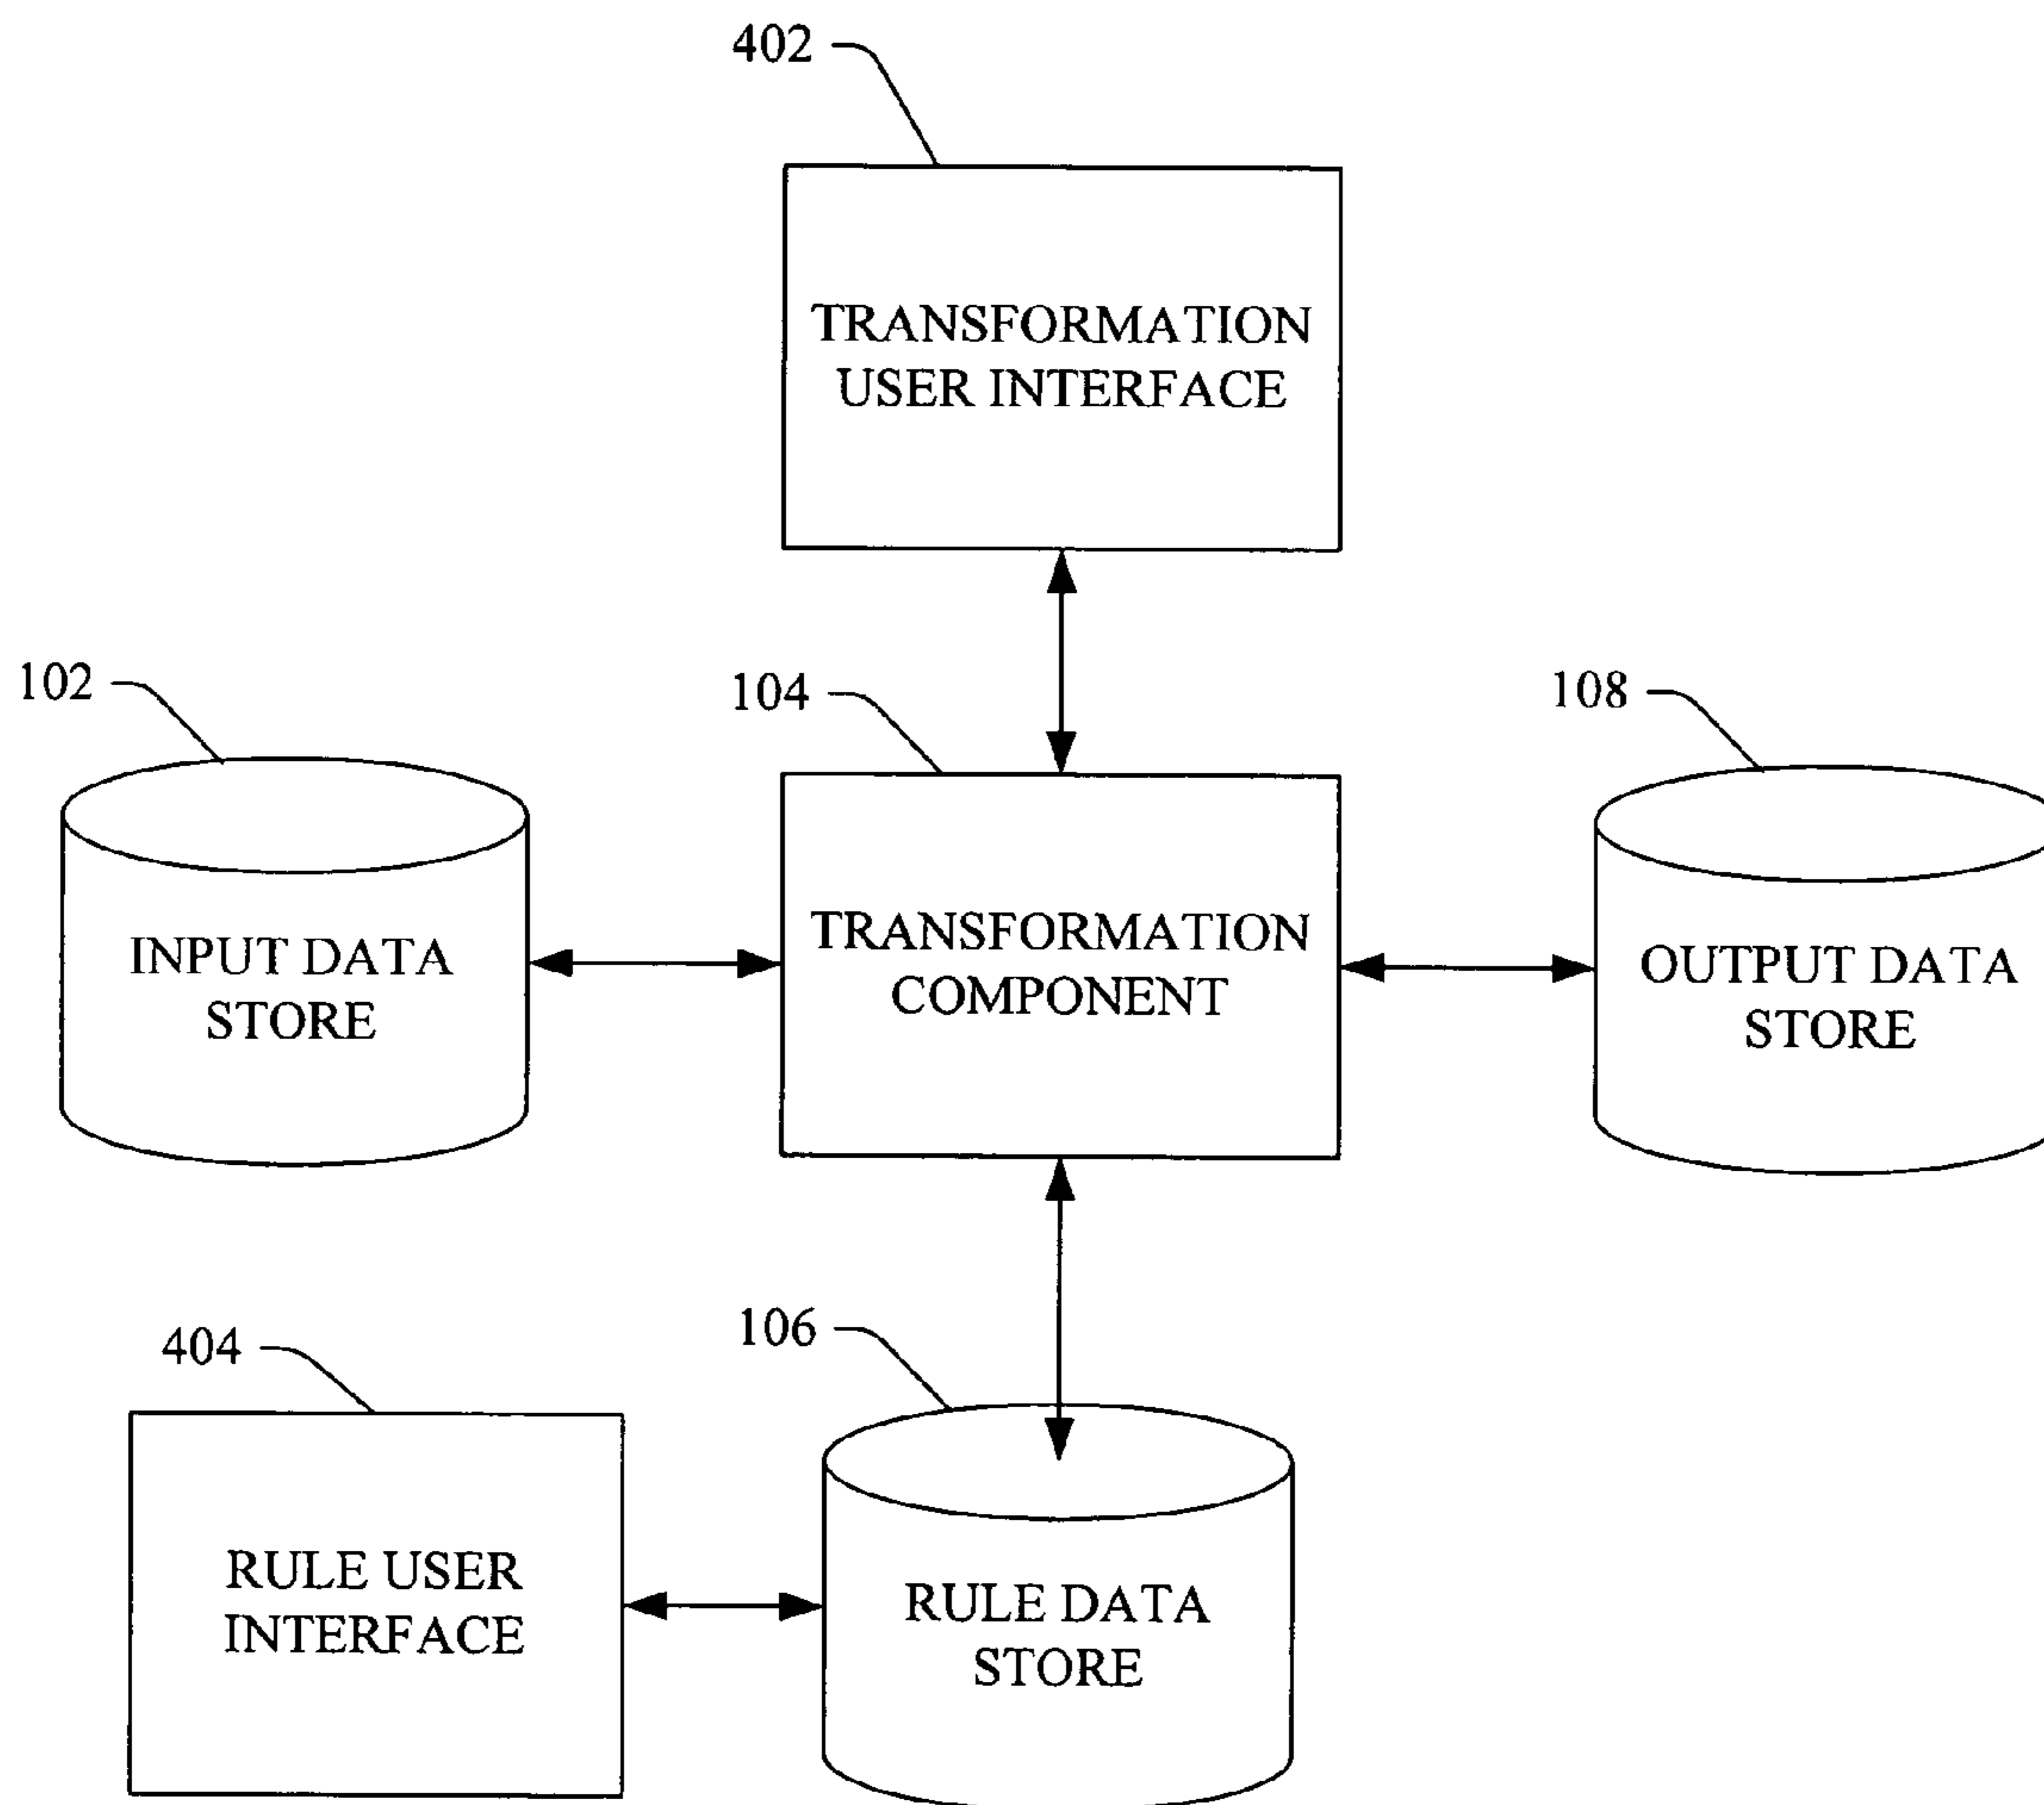 402
TRANSFORMATION
USER INTERFACE
102
104
108
INPUT DATA
STORE
TRANSFORMATION
COMPONENT
OUTPUT DATA
STORE
404
106
RULE USER
INTERFACE
RULE DATA
STORE